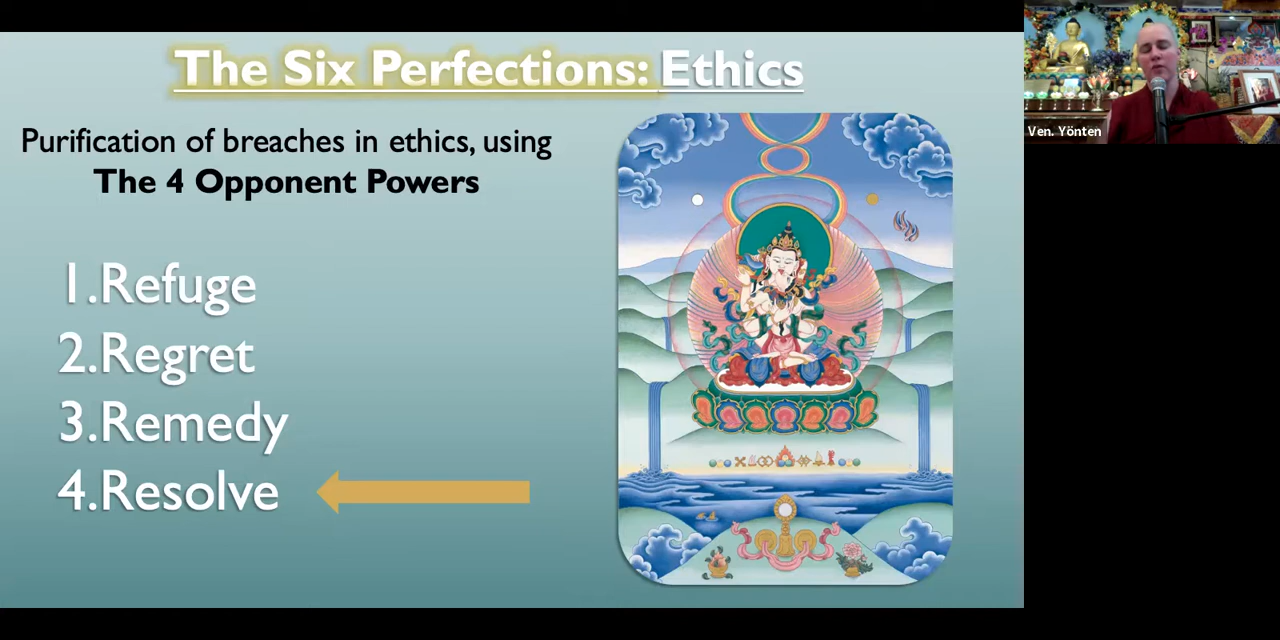 The Six Perfections: Ethics
Purification of breaches in ethics, using
The 4 Opponent Powers
1.Refuge
2.Regret
3.Remedy
4.Resolve
Ven. Yönten